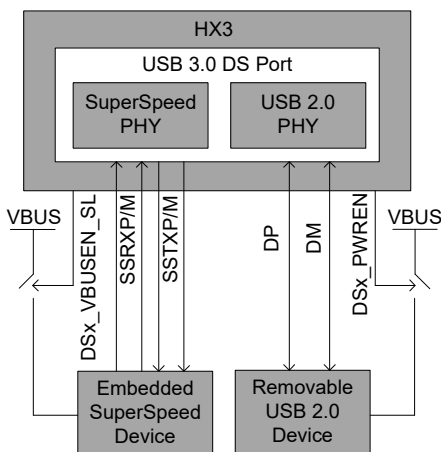 HX3
USB 3.0 DS Port
SuperSpeed
PHY
USB 2.0
PHY
VBUS
DSx_VBUSEN_SL
SSRXP/M
SSTXP/M
DP
DM
DSx_PWREN
VBUS
Embedded
SuperSpeed
Device
Removable
USB 2.0
Device